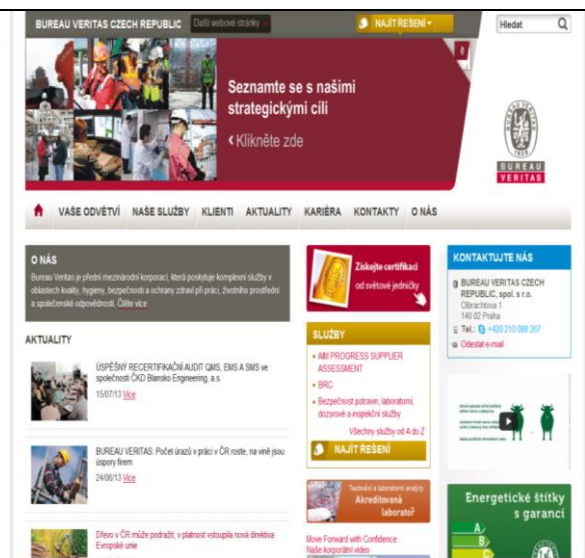 BUREAU VERITAS CZECH REPUBLIC
Další webové stránky
NAJÍT ŘEŠENÍ
Hledat
Seznamte se s našimi
strategickými cíli
Klikněte zde
BUREAU
VERITAS
VAŠE ODVĚTVÍ NAŠE SLUŽBY KLIENTI AKTUALITY KARIÉRA KONTAKTY O NÁS
O NÁS
Bureau Veritas je přední mezinárodní korporací, která poskytuje komplexní služby v
oblastech kvality, hygieny, bezpečnosti a ochrany zdraví při práci, životního prostřední
a společenské odpovědnosti. Čtěte více
AKTUALITY
ÚSPĚŠNÝ RECERTIFIKAČNÍ AUDIT QMS, EMS A SMS ve
společnosti ČKD Blansko Engineering, a.s.
15/07/13 Více
BUREAU VERITAS: Počet úrazů v práci v ČR roste, na vině jsou
úspory firem
24/06/13 Více
Dřevo v ČR může podražit, v platnost vstoupila nová direktiva
Evropské unie
Získejte certifikaci
od světové jedničky
SLUŽBY
AIM PROGRESS SUPPLIER
ASSESSMENT
BRC
Bezpečnost potravin, laboratorní,
dozorové a inspekční služby
Všechny služby od A do Z
NAJÍT ŘEŠENÍ
Testování a laboratorní analýzy
Akreditovaná
laboratoř
Move Forward with Confidence
Naše korporátní video
KONTAKTUJTE NÁS
BUREAU VERITAS CZECH
REPUBLIC, spol. s r.o.
Olbrachtova 1
140 02 Praha
Tel.: +420 210 088 267
Odeslat e-mail
Energetické štítky
s garancí
A
B